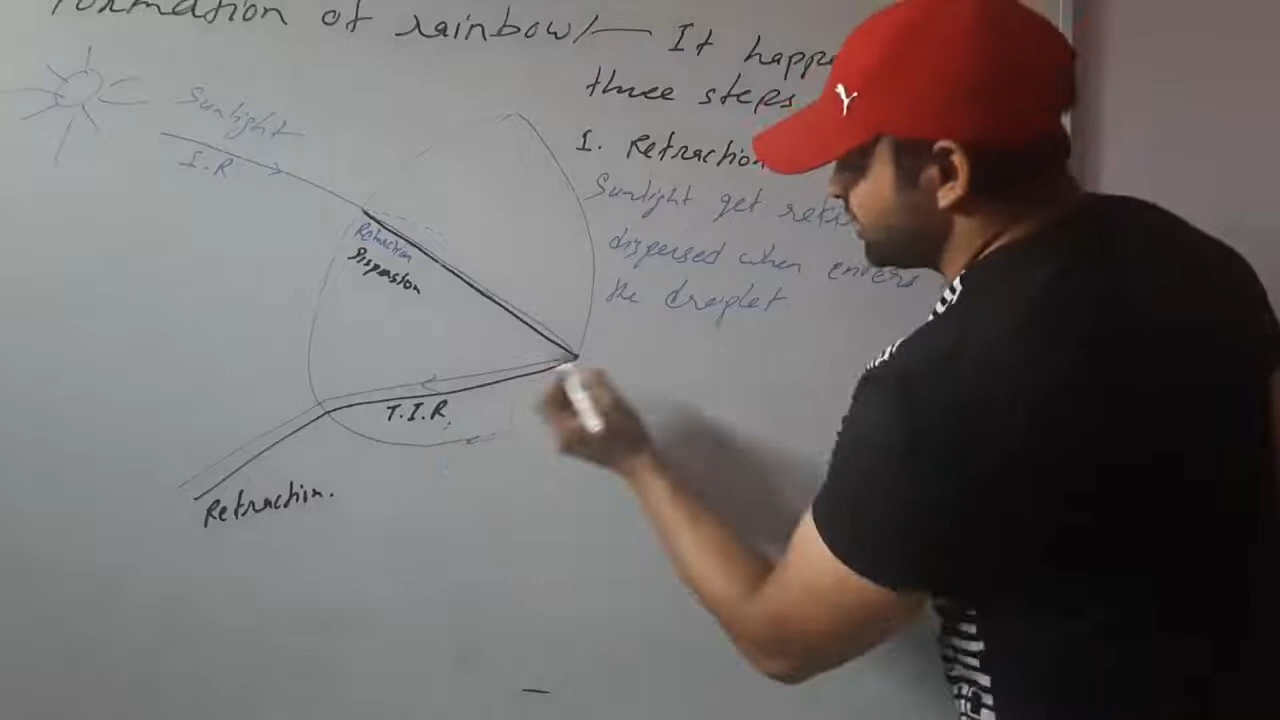 Formation of rainbow/— It happe
three steps
1. Refraction
Sunlight get
dispersed when enters
the droplet
Sunlight
I.R
Refraction
Dispersion
T.I.R.
Refraction.